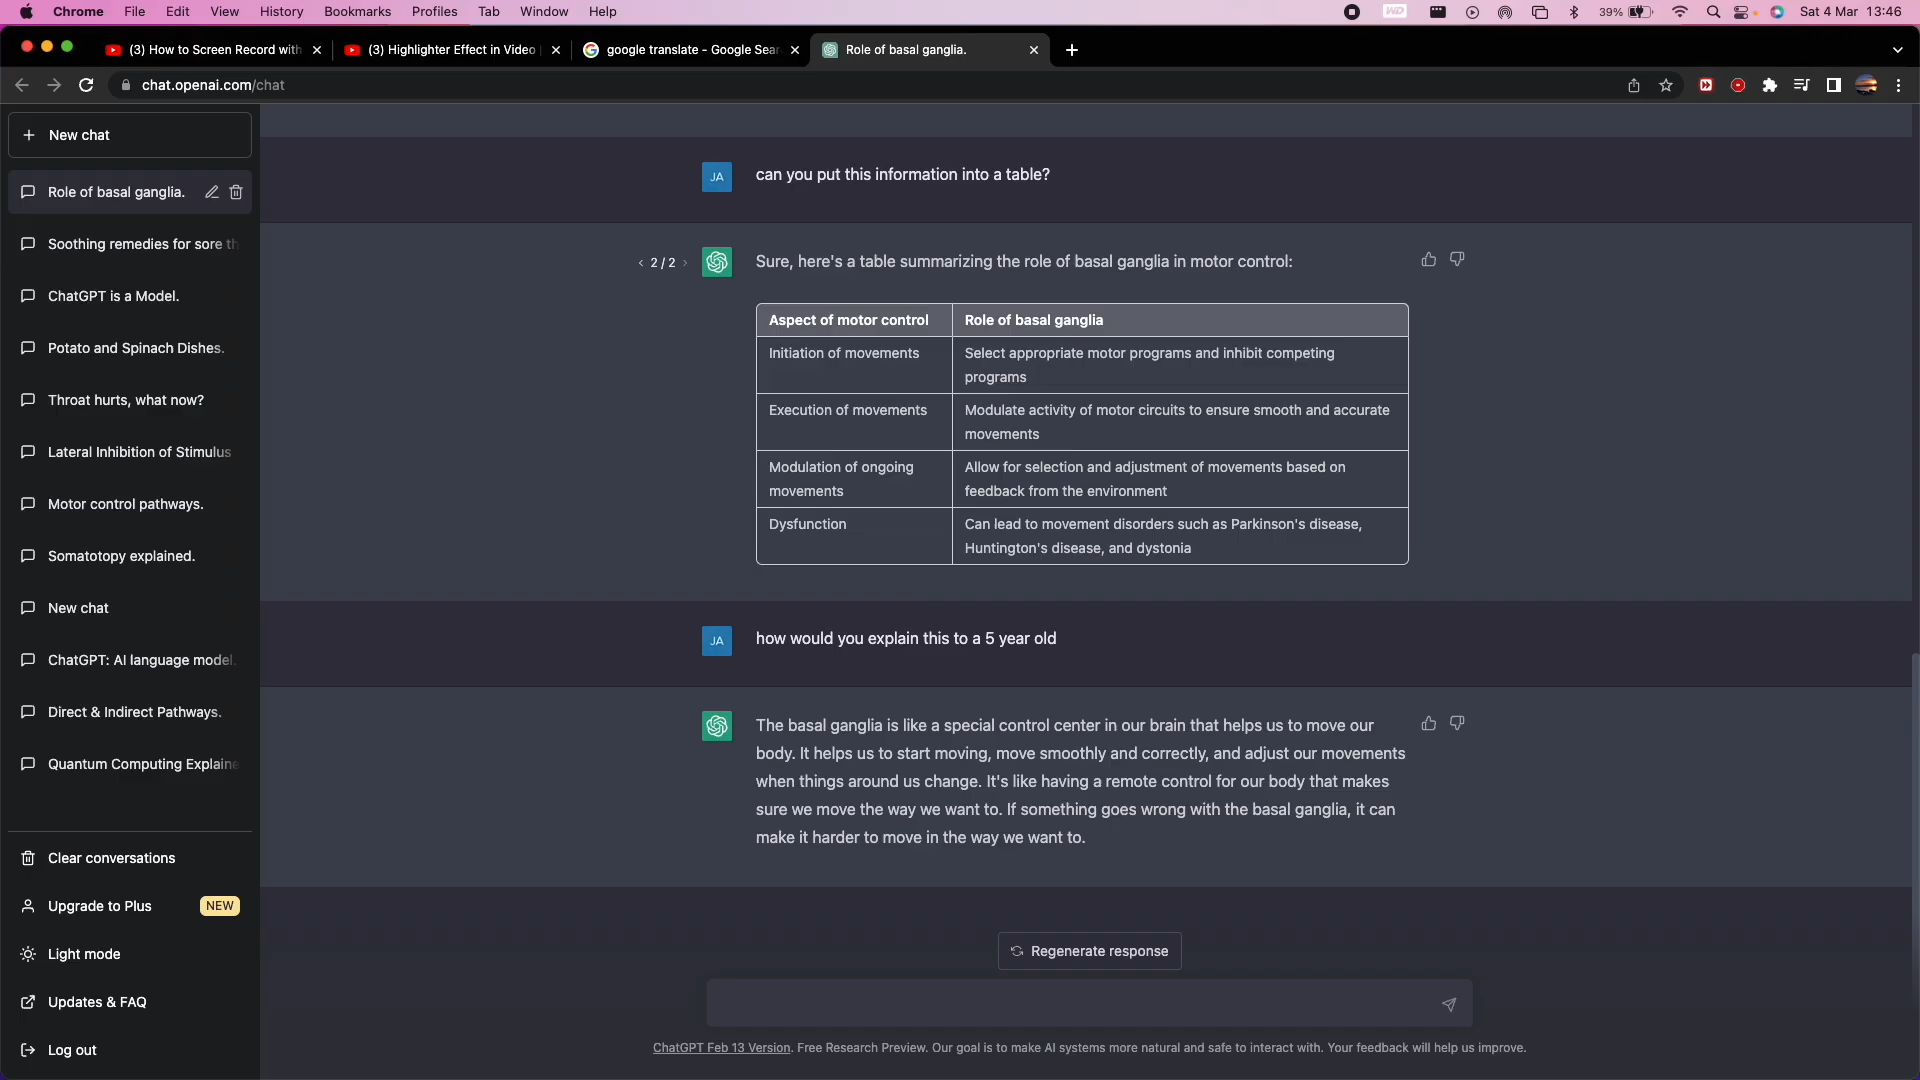 Chrome File Edit View History Bookmarks Profiles Tab Window Help 39% Sat 4 Mar 13:46
(3) How to Screen Record with (3) Highlighter Effect in Video google translate - Google Sear Role of basal ganglia.
chat.openai.com/chat
New chat
Role of basal ganglia.
Soothing remedies for sore th
ChatGPT is a Model.
Potato and Spinach Dishes.
Throat hurts, what now?
Lateral Inhibition of Stimulus
Motor control pathways.
Somatotopy explained.
New chat
ChatGPT: AI language model.
Direct & Indirect Pathways.
Quantum Computing Explaine
Clear conversations
Upgrade to Plus NEW
Light mode
Updates & FAQ
Log out
JA can you put this information into a table?
< 2 / 2 > Sure, here's a table summarizing the role of basal ganglia in motor control:
Aspect of motor control Role of basal ganglia
Initiation of movements Select appropriate motor programs and inhibit competing
programs
Execution of movements Modulate activity of motor circuits to ensure smooth and accurate
movements
Modulation of ongoing Allow for selection and adjustment of movements based on
movements feedback from the environment
Dysfunction Can lead to movement disorders such as Parkinson's disease,
Huntington's disease, and dystonia
JA how would you explain this to a 5 year old
The basal ganglia is like a special control center in our brain that helps us to move our
body. It helps us to start moving, move smoothly and correctly, and adjust our movements
when things around us change. It's like having a remote control for our body that makes
sure we move the way we want to. If something goes wrong with the basal ganglia, it can
make it harder to move in the way we want to.
Regenerate response
ChatGPT Feb 13 Version. Free Research Preview. Our goal is to make AI systems more natural and safe to interact with. Your feedback will help us improve.